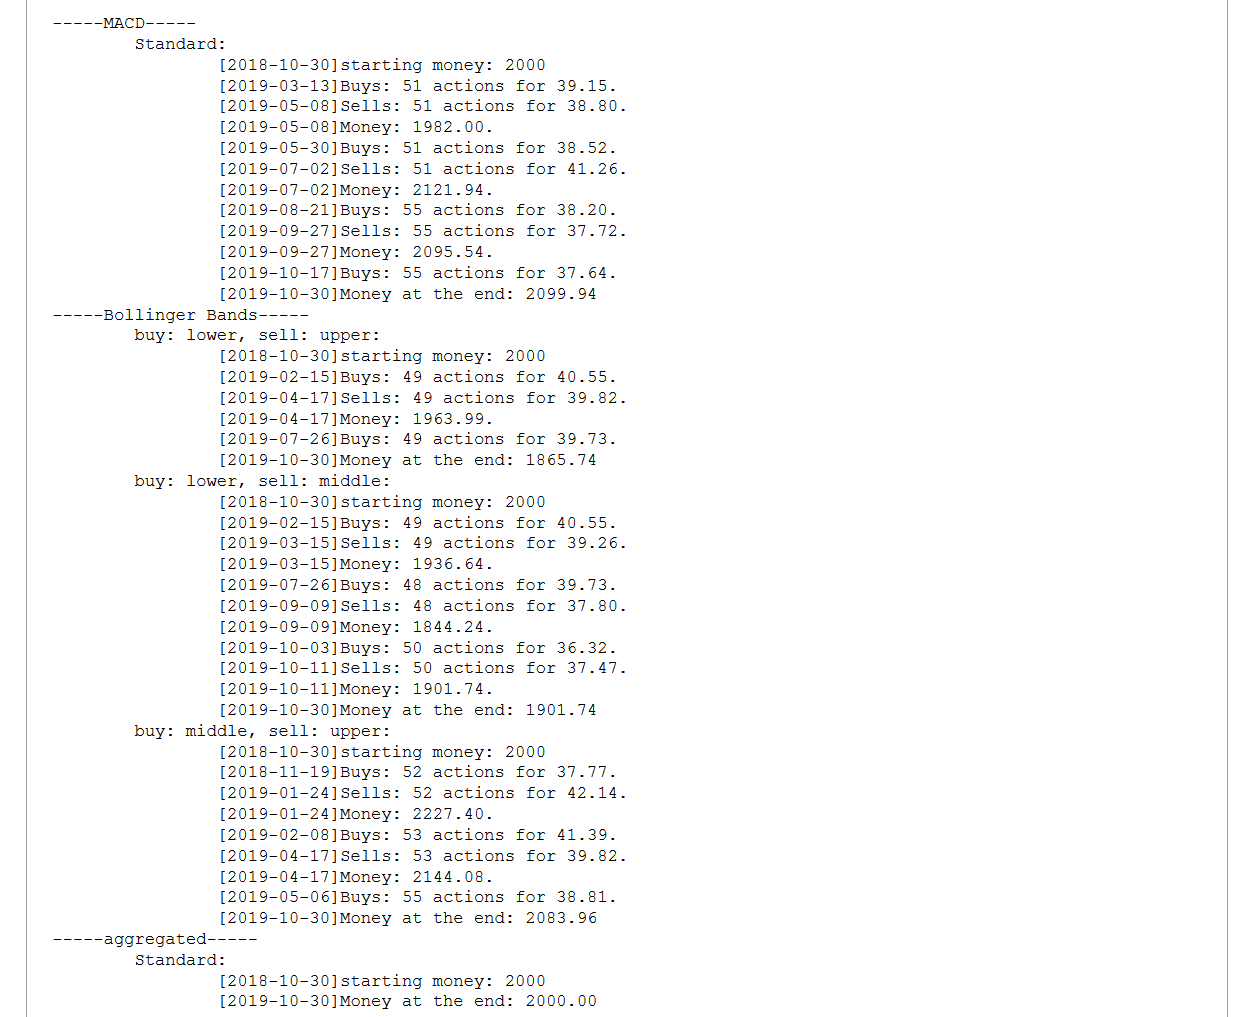 -----MACD-----
Standard:
[2018-10-30]starting money: 2000
[2019-03-13]Buys: 51 actions for 39.15.
[2019-05-08]Sells: 51 actions for 38.80.
[2019-05-08]Money: 1982.00.
[2019-05-30]Buys: 51 actions for 38.52.
[2019-07-02]Sells: 51 actions for 41.26.
[2019-07-02]Money: 2121.94.
[2019-08-21]Buys: 55 actions for 38.20.
[2019-09-27]Sells: 55 actions for 37.72.
[2019-09-27]Money: 2095.54.
[2019-10-17]Buys: 55 actions for 37.64.
[2019-10-30]Money at the end: 2099.94
-----Bollinger Bands-----
buy: lower, sell: upper:
[2018-10-30]starting money: 2000
[2019-02-15]Buys: 49 actions for 40.55.
[2019-04-17]Sells: 49 actions for 39.82.
[2019-04-17]Money: 1963.99.
[2019-07-26]Buys: 49 actions for 39.73.
[2019-10-30]Money at the end: 1865.74
buy: lower, sell: middle:
[2018-10-30]starting money: 2000
[2019-02-15]Buys: 49 actions for 40.55.
[2019-03-15]Sells: 49 actions for 39.26.
[2019-03-15]Money: 1936.64.
[2019-07-26]Buys: 48 actions for 39.73.
[2019-09-09]Sells: 48 actions for 37.80.
[2019-09-09]Money: 1844.24.
[2019-10-03]Buys: 50 actions for 36.32.
[2019-10-11]Sells: 50 actions for 37.47.
[2019-10-11]Money: 1901.74.
[2019-10-30]Money at the end: 1901.74
buy: middle, sell: upper:
[2018-10-30]starting money: 2000
[2018-11-19]Buys: 52 actions for 37.77.
[2019-01-24]Sells: 52 actions for 42.14.
[2019-01-24]Money: 2227.40.
[2019-02-08]Buys: 53 actions for 41.39.
[2019-04-17]Sells: 53 actions for 39.82.
[2019-04-17]Money: 2144.08.
[2019-05-06]Buys: 55 actions for 38.81.
[2019-10-30]Money at the end: 2083.96
-----aggregated-----
Standard:
[2018-10-30]starting money: 2000
[2019-10-30]Money at the end: 2000.00